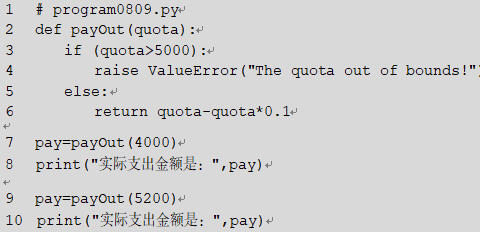 1 # program0809.py
2 def payOut(quota):
3 if (quota>5000):
4 raise ValueError("The quota out of bounds!")
5 else:
6 return quota-quota*0.1
7 pay=payOut(4000)
8 print("实际支出金额是：",pay)
9 pay=payOut(5200)
10 print("实际支出金额是：",pay)